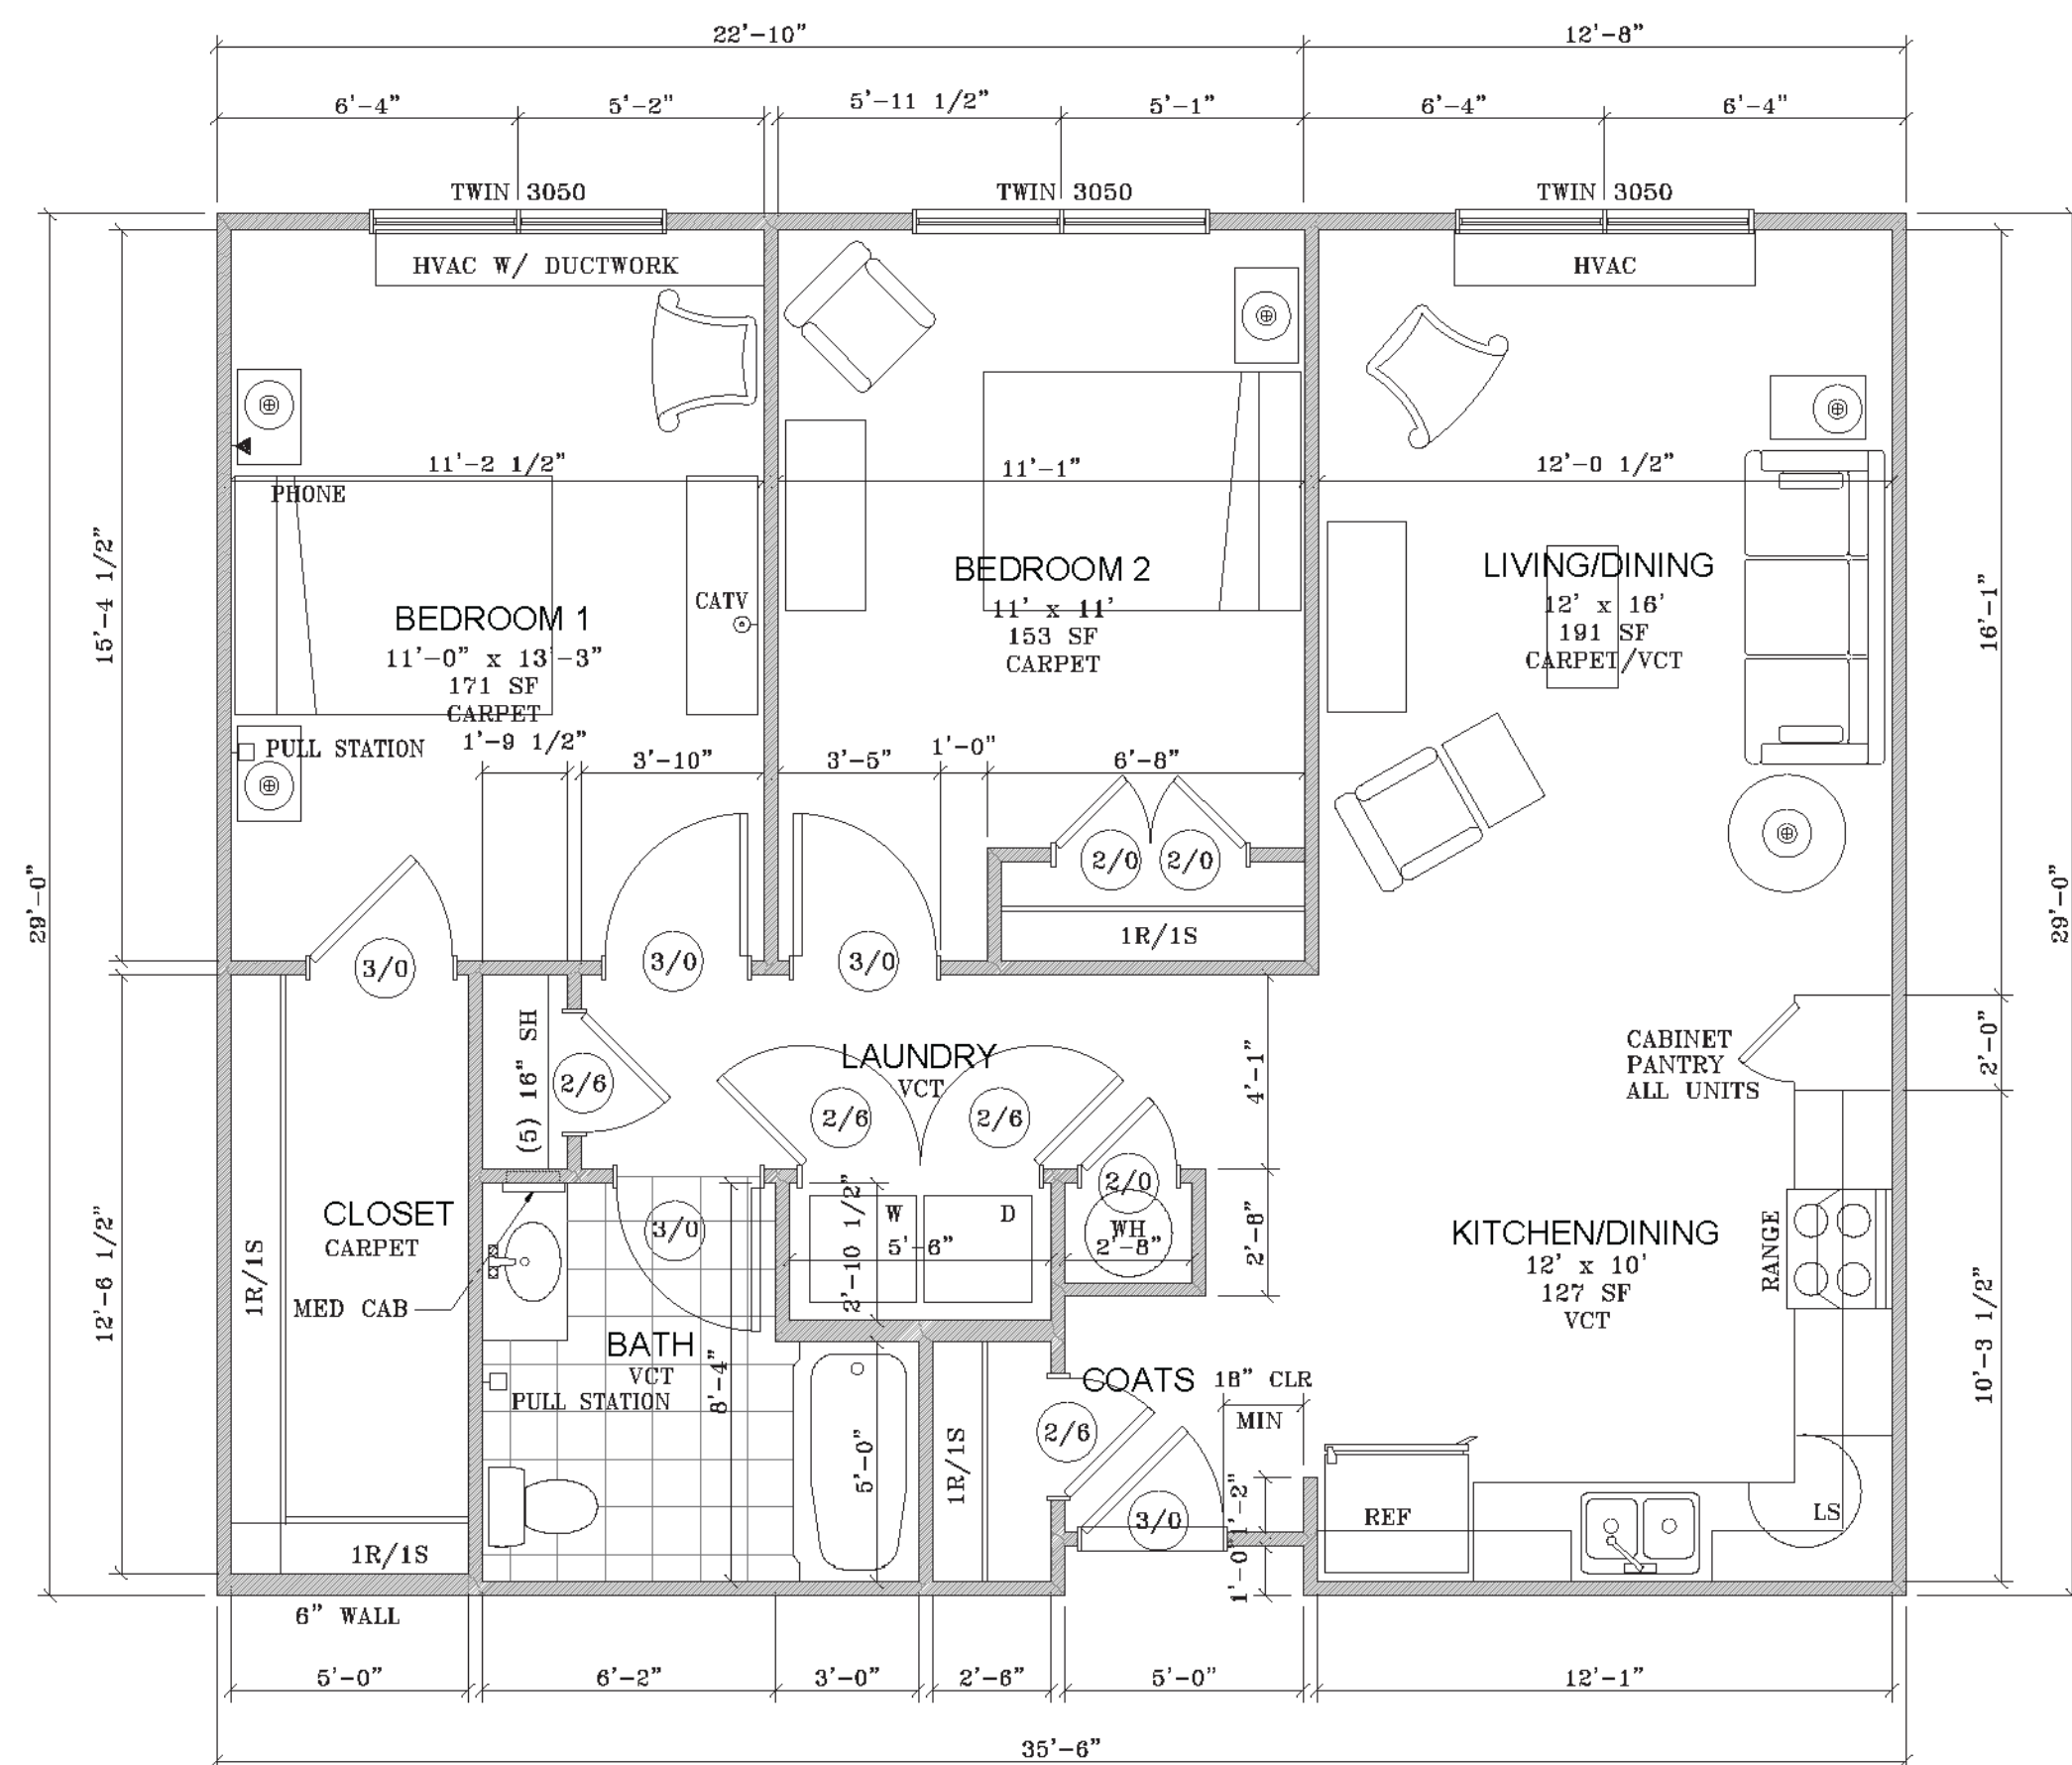 22'-10"
12'-8"
6'-4"
5'-2"
5'-11 1/2"
5'-1"
6'-4"
6'-4"
TWIN 3050
TWIN 3050
TWIN 3050
HVAC W/ DUCTWORK
HVAC
11'-2 1/2"
11'-1"
12'-0 1/2"
PHONE
15'-4 1/2"
CATV
BEDROOM 1
11'-0" x 13'-3"
171 SF
CARPET
BEDROOM 2
11' x 11'
153 SF
CARPET
LIVING/DINING
12' x 16'
191 SF
CARPET/VCT
16'-1"
PULL STATION
1'-9 1/2"
3'-10"
3'-5"
1'-0"
6'-8"
2/0
2/0
1R/1S
29'-0"
29'-0"
3/0
3/0
3/0
(5) 16" SH
2/6
LAUNDRY
VCT
2/6
2/6
4'-1"
CABINET
PANTRY
ALL UNITS
2'-0"
12'-6 1/2"
CLOSET
CARPET
1R/1S
MED CAB
3/0
W
D
5'-6"
2'-10 1/2"
2/0
WH
2'-8"
2'-8"
KITCHEN/DINING
12' x 10'
127 SF
VCT
RANGE
10'-3 1/2"
BATH
VCT
PULL STATION
8'-4"
5'-0"
1R/1S
COATS
2/6
18" CLR
MIN
3/0
1'-2"
1'-0"
REF
LS
1R/1S
6" WALL
5'-0"
6'-2"
3'-0"
2'-6"
5'-0"
12'-1"
35'-6"